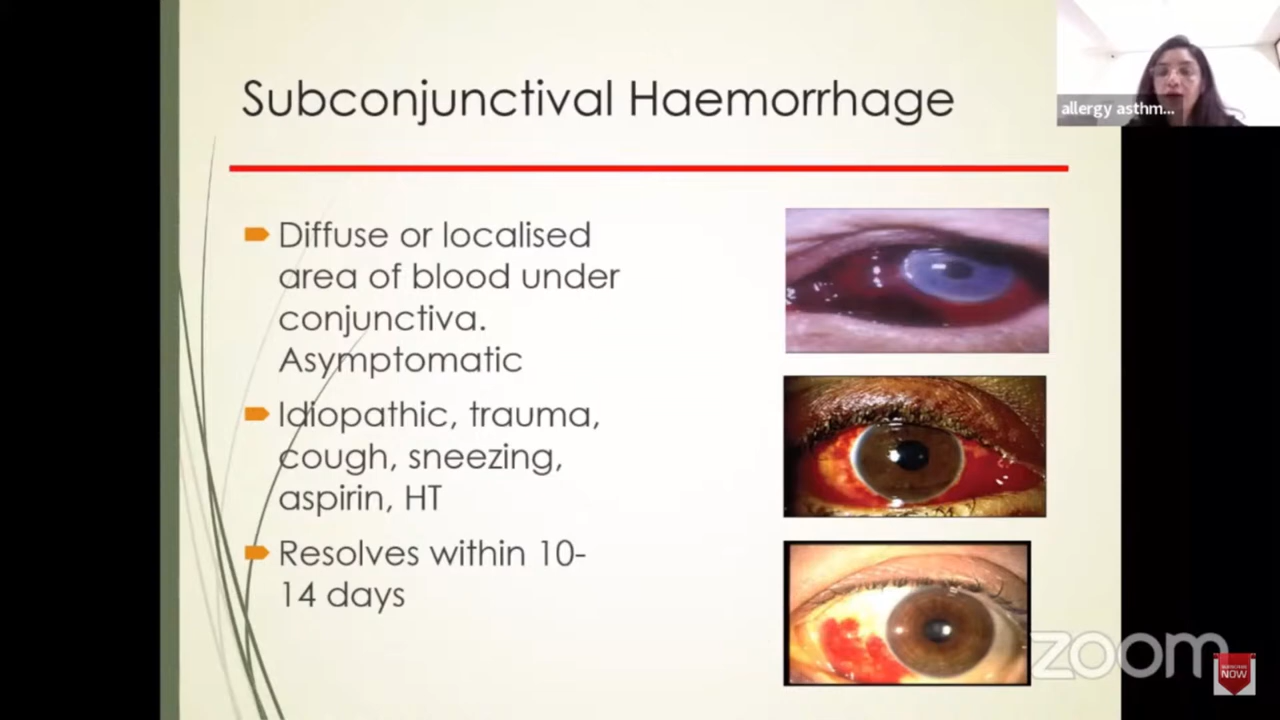 Subconjunctival Haemorrhage
allergy asthm...
Diffuse or localised
area of blood under
conjunctiva.
Asymptomatic
Idiopathic, trauma,
cough, sneezing,
aspirin, HT
Resolves within 10-
14 days
zoom
SUBSCRIBE
NOW